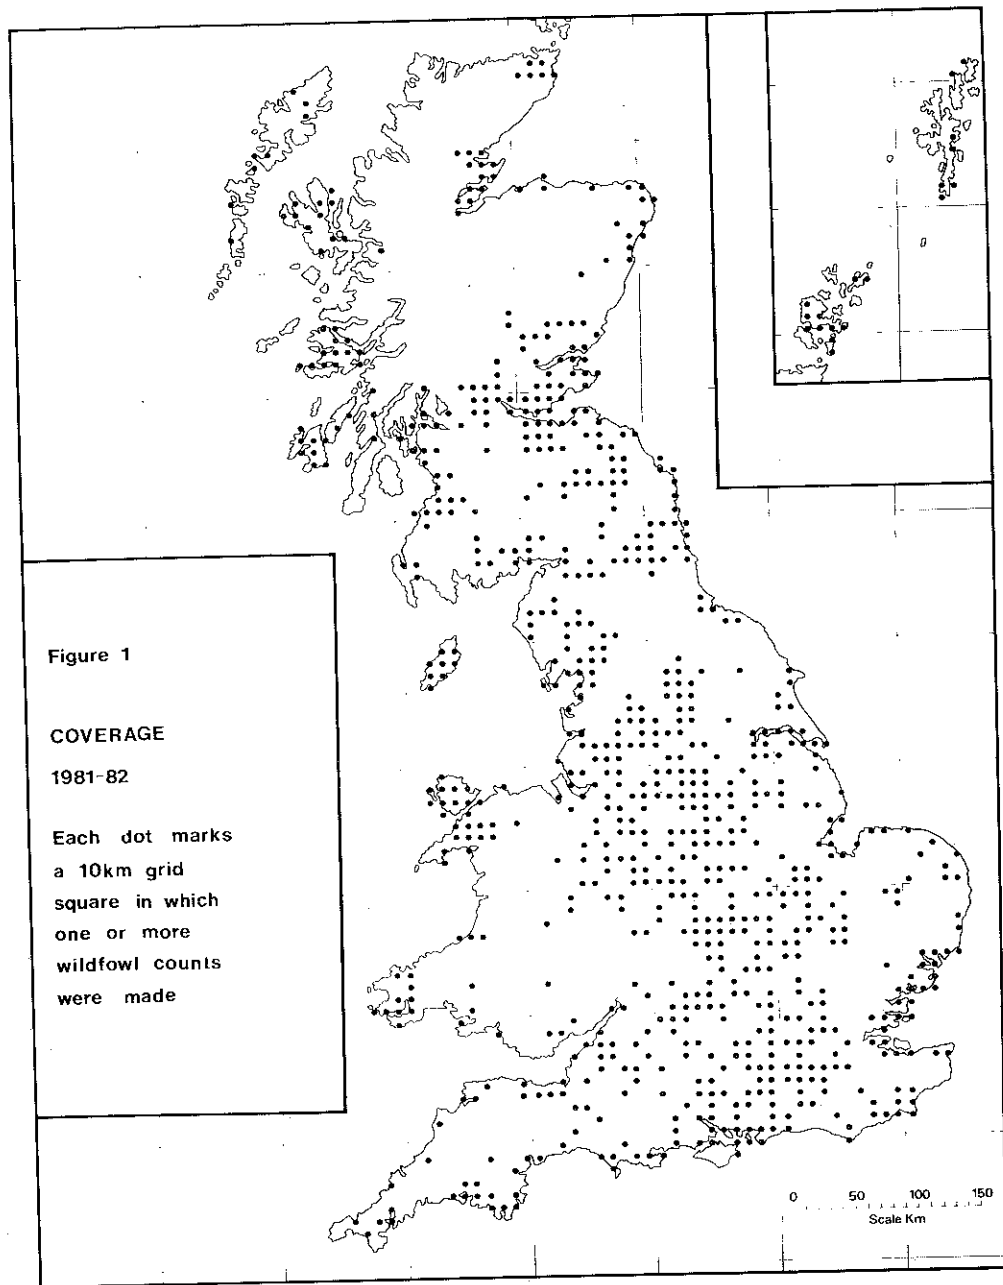 Figure 1
COVERAGE
1981-82
Each dot marks
a 10km grid
square in which
one or more
wildfowl counts
were made
0 50 100 150
Scale Km